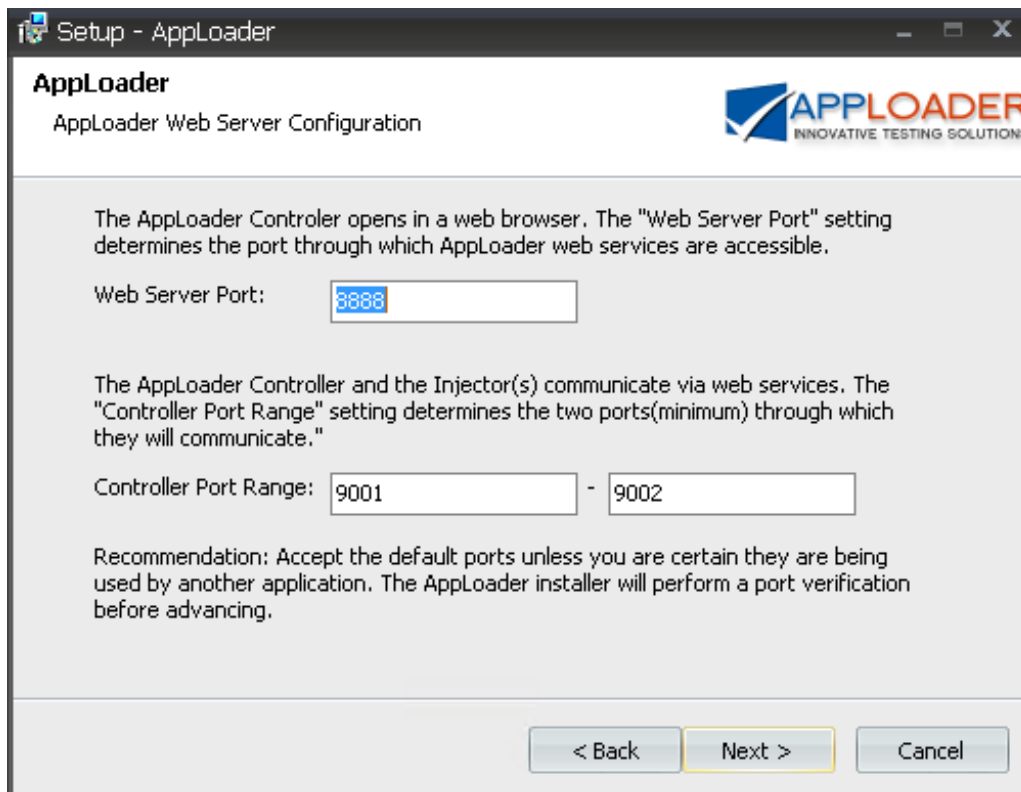 Setup - AppLoader
AppLoader
AppLoader Web Server Configuration
APPLOADER
INNOVATIVE TESTING SOLUTIONS
The AppLoader Controler opens in a web browser. The "Web Server Port" setting
determines the port through which AppLoader web services are accessible.
Web Server Port: 8888
The AppLoader Controller and the Injector(s) communicate via web services. The
"Controller Port Range" setting determines the two ports(minimum) through which
they will communicate."
Controller Port Range: 9001 - 9002
Recommendation: Accept the default ports unless you are certain they are being
used by another application. The AppLoader installer will perform a port verification
before advancing.
< Back Next > Cancel